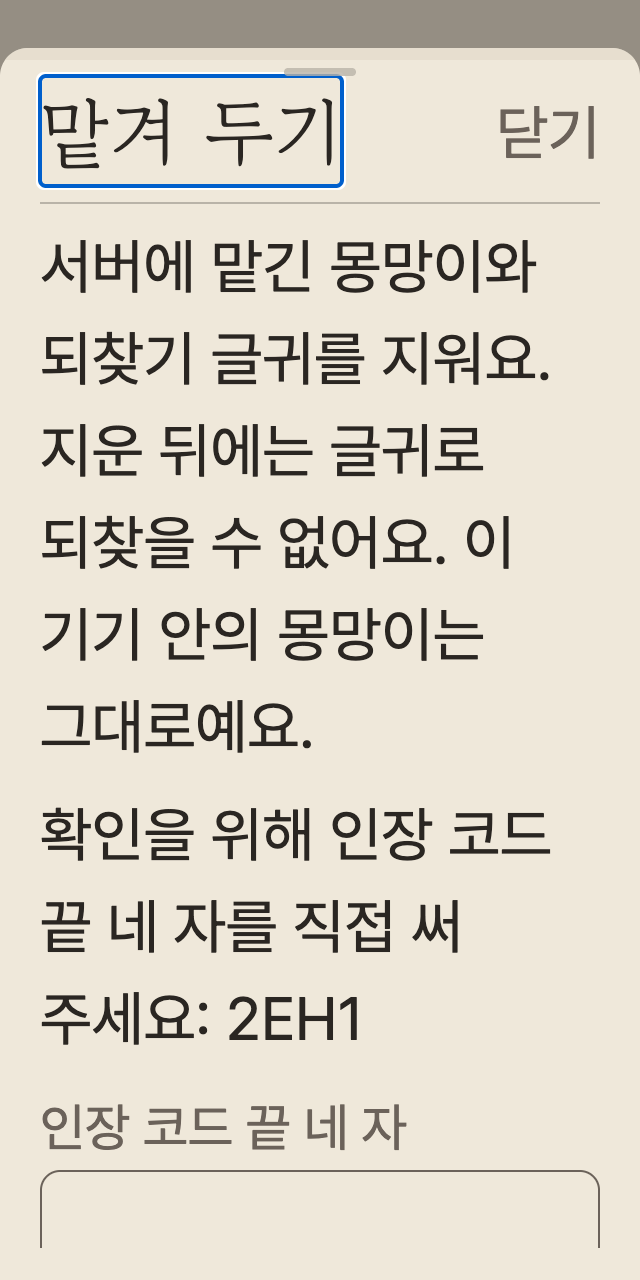 맡겨 두기
닫기
서버에 맡긴 몽망이와
되찾기 글귀를 지워요.
지운 뒤에는 글귀로
되찾을 수 없어요. 이
기기 안의 몽망이는
그대로예요.
확인을 위해 인장 코드
끝 네 자를 직접 써
주세요: 2EH1
인장 코드 끝 네 자